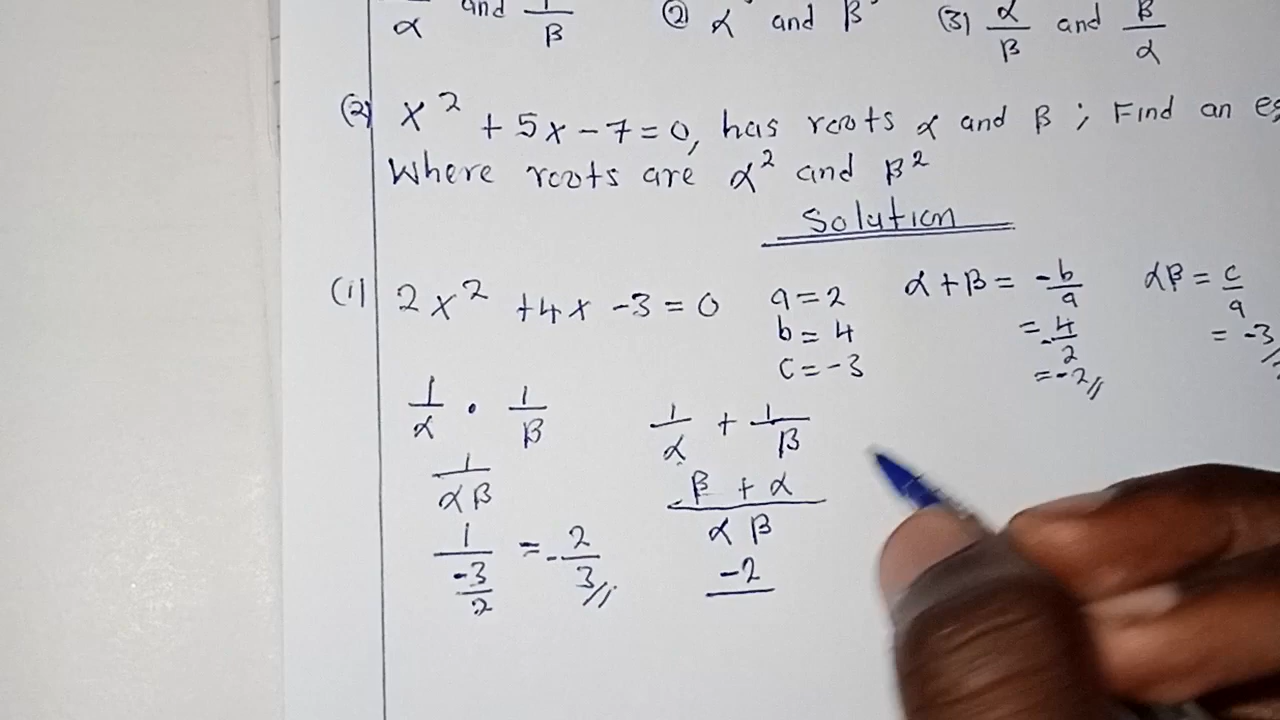 α and 1/β ② α and β (3) α/β and β/α
(2) x² + 5x - 7 = 0, has roots α and β ; Find an
Where roots are α² and β²
Solution
(1) 2x² + 4x - 3 = 0 a = 2 α + β = -b/a αβ = c/a
b = 4 = -4/2 = -3
c = -3 = -2//
1/α . 1/β 1/α + 1/β
1/αβ β + α/αβ
1/-3/2 = -2/3// -2